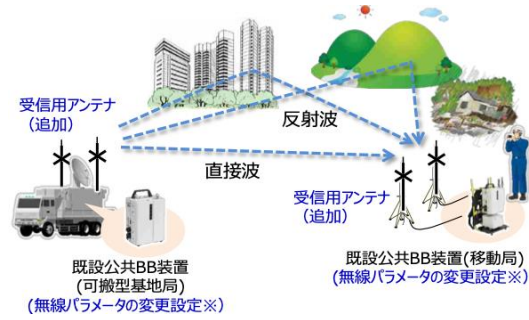 受信用アンテナ
（追加）
反射波
直接波
受信用アンテナ
（追加）
既設公共BB装置
(可搬型基地局)
(無線パラメータの変更設定※)
既設公共BB装置(移動局)
(無線パラメータの変更設定※)